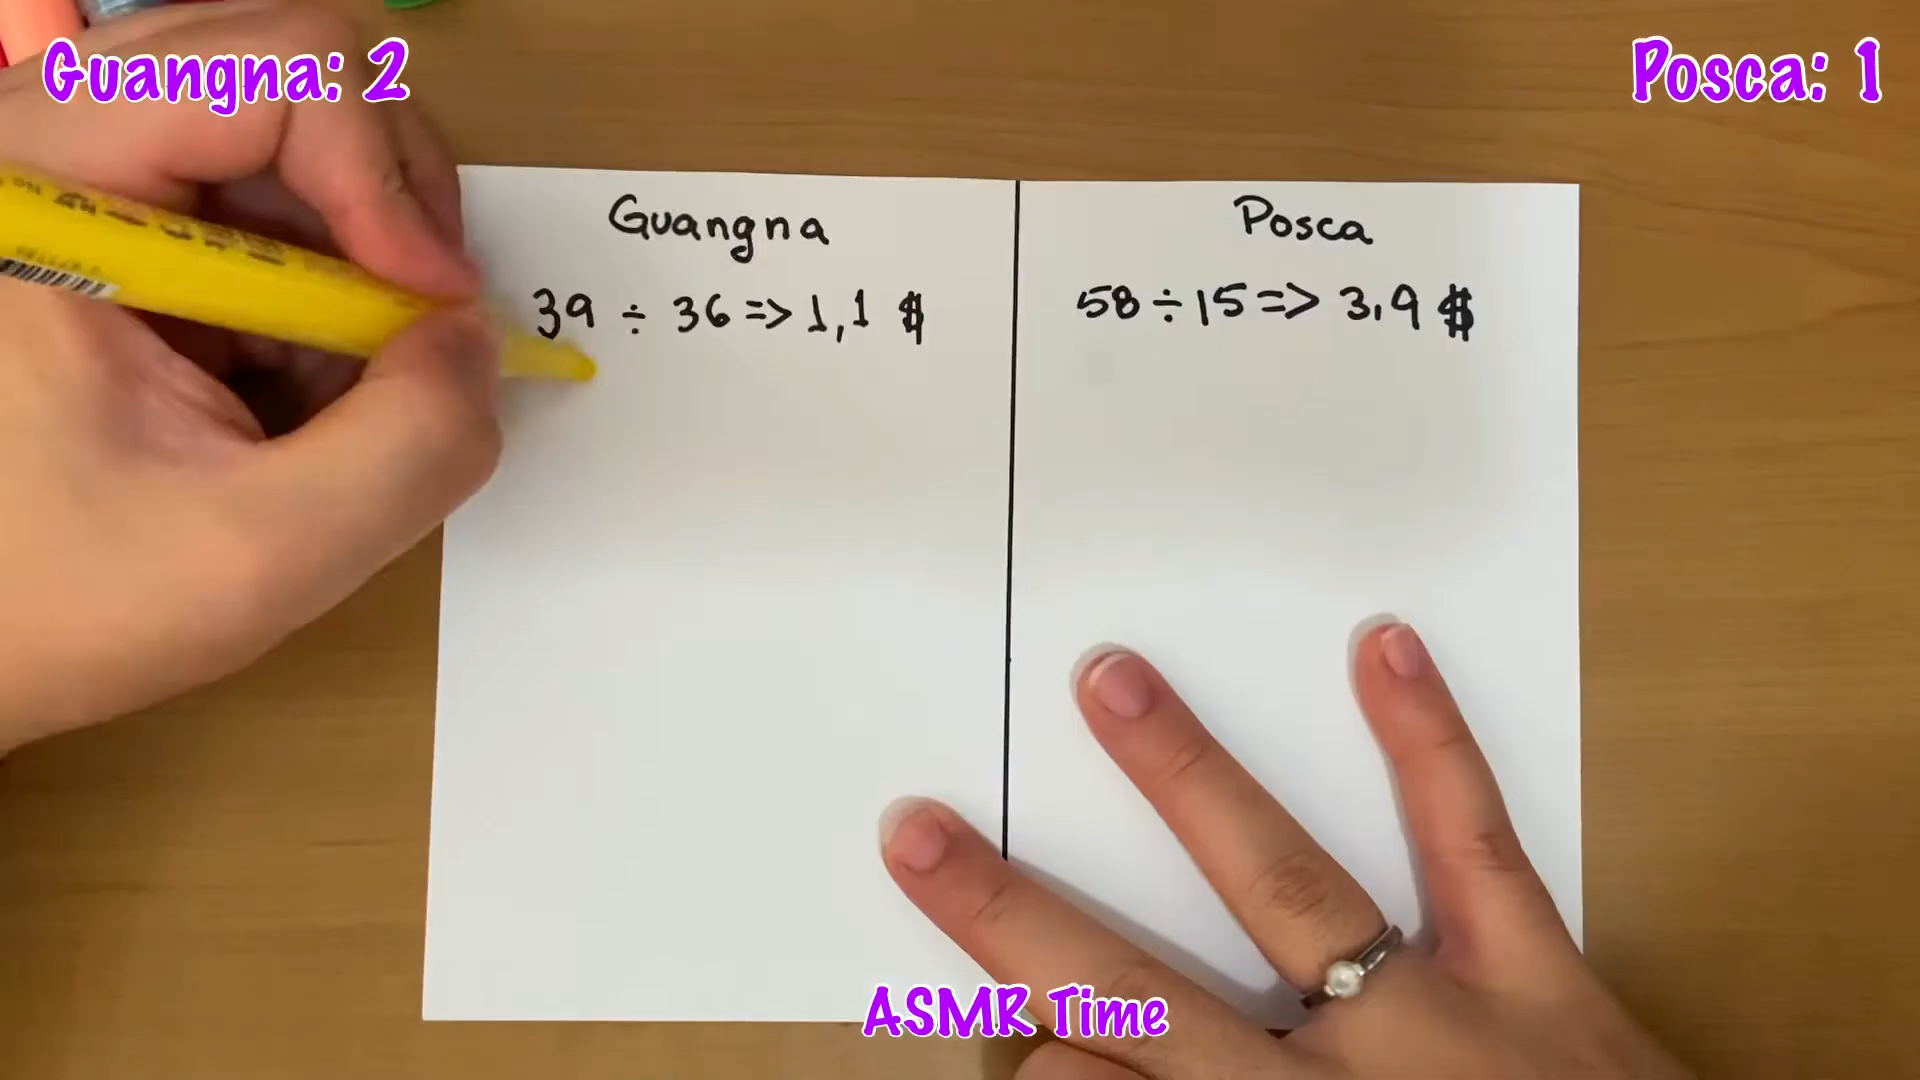 Guangna: 2
Posca: 1
Guangna
39 ÷ 36 => 1,1 $
Posca
58 ÷ 15 => 3.9 $
ASMR Time